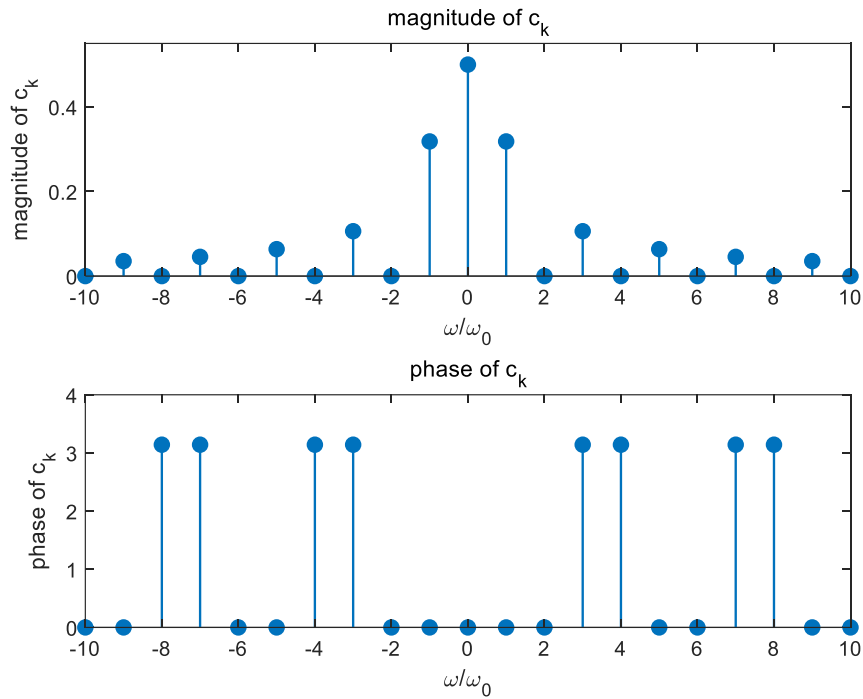 magnitude of c_k
magnitude of c_k
0.4
0.2
0
-10 -8 -6 -4 -2 0 2 4 6 8 10
ω/ω_0
phase of c_k
phase of c_k
4
3
2
1
0
-10 -8 -6 -4 -2 0 2 4 6 8 10
ω/ω_0